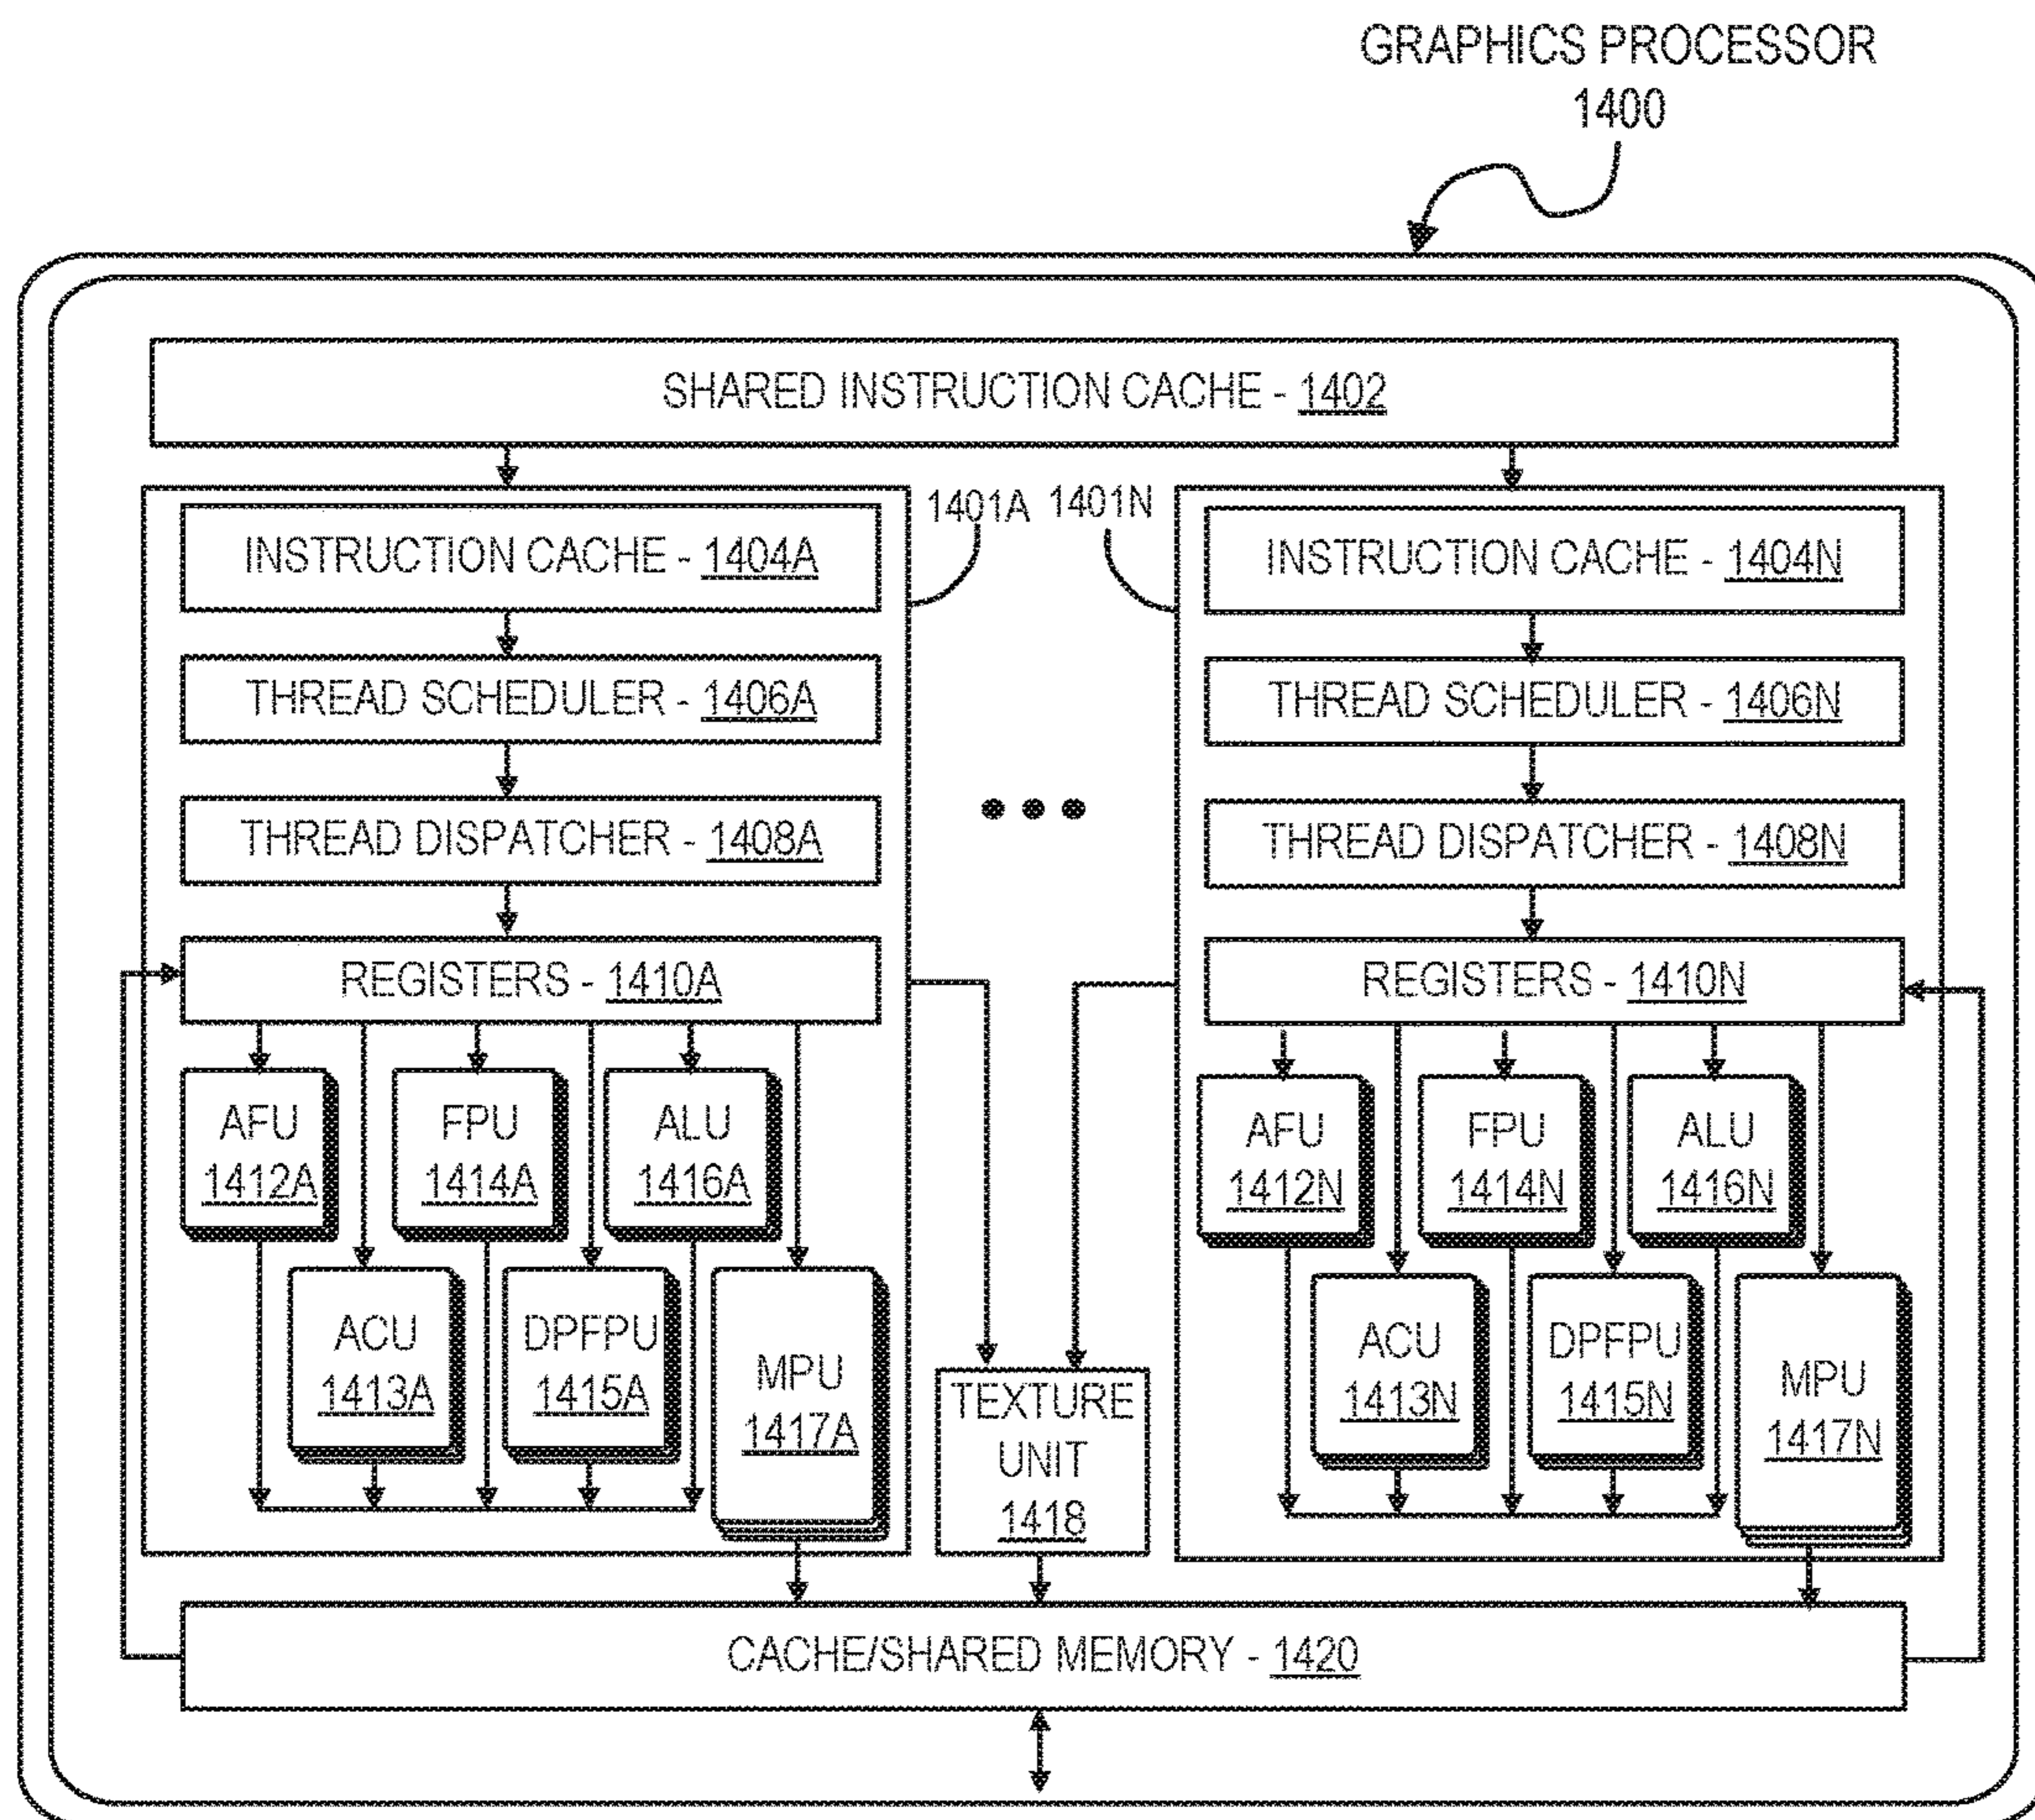 GRAPHICS PROCESSOR
1400
SHARED INSTRUCTION CACHE - 1402
1401A
1401N
INSTRUCTION CACHE - 1404A
THREAD SCHEDULER - 1406A
THREAD DISPATCHER - 1408A
REGISTERS - 1410A
AFU
1412A
FPU
1414A
ALU
1416A
ACU
1413A
DPFPU
1415A
MPU
1417A
TEXTURE
UNIT
1418
INSTRUCTION CACHE - 1404N
THREAD SCHEDULER - 1406N
THREAD DISPATCHER - 1408N
REGISTERS - 1410N
AFU
1412N
FPU
1414N
ALU
1416N
ACU
1413N
DPFPU
1415N
MPU
1417N
CACHE/SHARED MEMORY - 1420